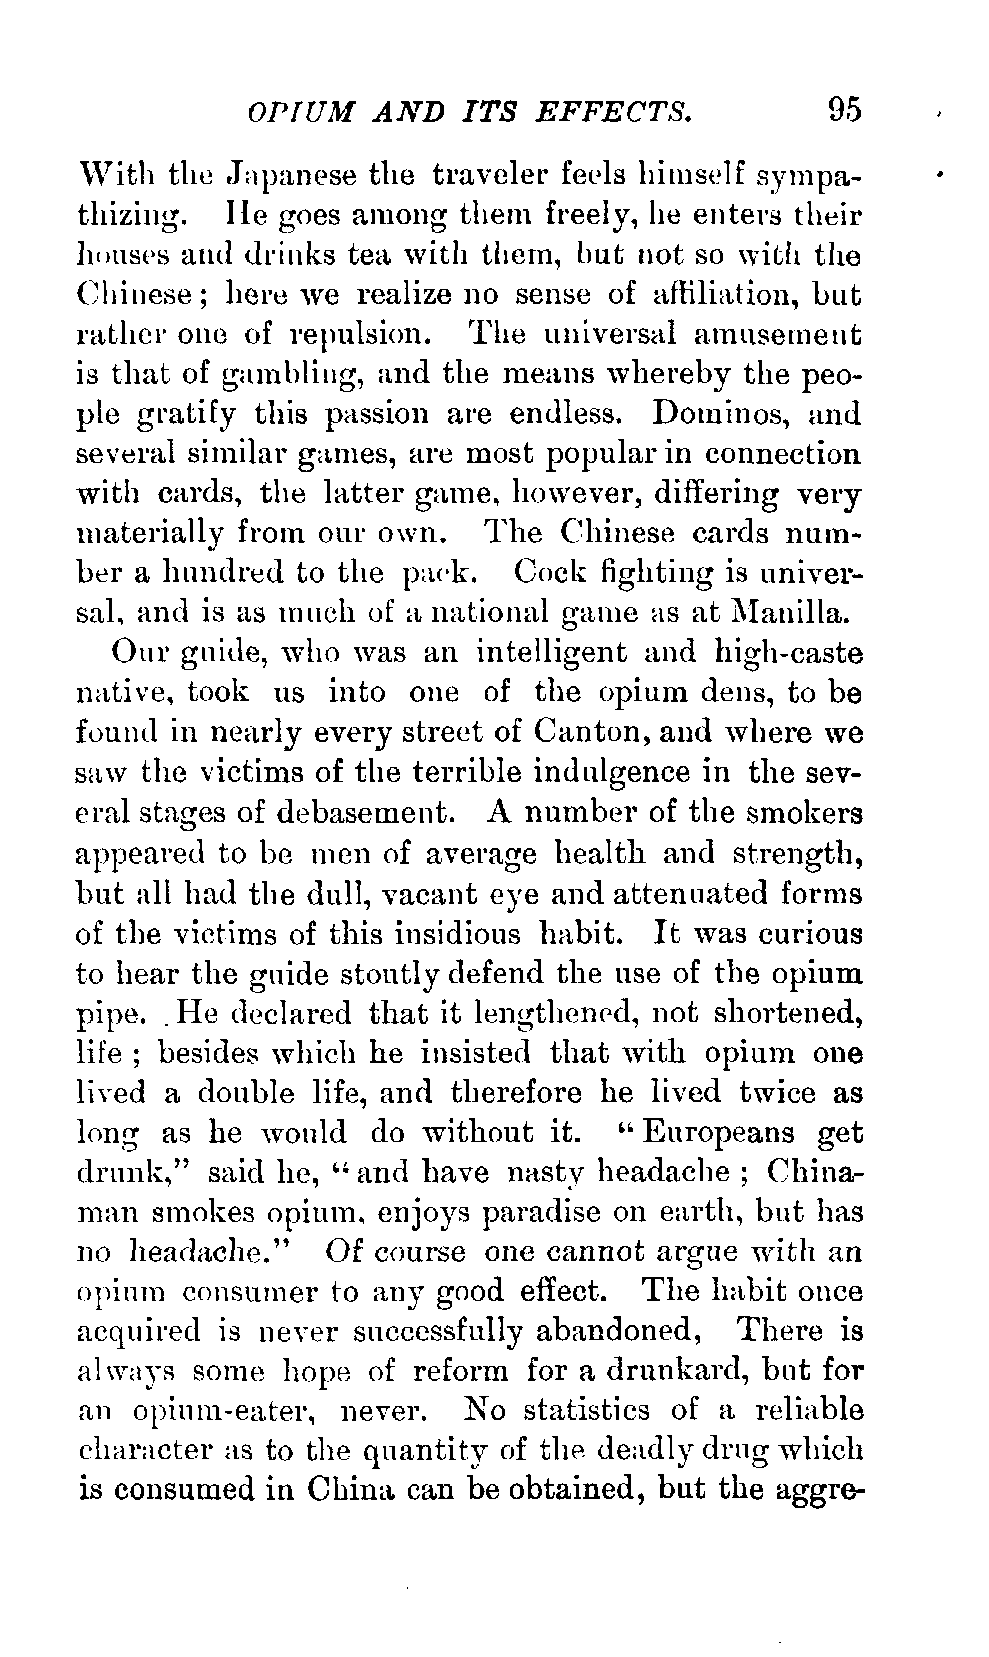 OPIUM AND ITS EFFECTS. 95
With the Japanese the traveler feels himself sympa-
thizing. He goes among them freely, he enters their
houses and drinks tea with them, but not so with the
Chinese; here we realize no sense of affiliation, but
rather one of repulsion. The universal amusement
is that of gambling, and the means whereby the peo-
ple gratify this passion are endless. Dominos, and
several similar games, are most popular in connection
with cards, the latter game, however, differing very
materially from our own. The Chinese cards num-
ber a hundred to the pack. Cock fighting is univer-
sal, and is as much of a national game as at Manilla.
Our guide, who was an intelligent and high-caste
native, took us into one of the opium dens, to be
found in nearly every street of Canton, and where we
saw the victims of the terrible indulgence in the sev-
eral stages of debasement. A number of the smokers
appeared to be men of average health and strength,
but all had the dull, vacant eye and attenuated forms
of the victims of this insidious habit. It was curious
to hear the guide stoutly defend the use of the opium
pipe. He declared that it lengthened, not shortened,
life; besides which he insisted that with opium one
lived a double life, and therefore he lived twice as
long as he would do without it. "Europeans get
drunk," said he, "and have nasty headache; China-
man smokes opium, enjoys paradise on earth, but has
no headache." Of course one cannot argue with an
opium consumer to any good effect. The habit once
acquired is never successfully abandoned, There is
always some hope of reform for a drunkard, but for
an opium-eater, never. No statistics of a reliable
character as to the quantity of the deadly drug which
is consumed in China can be obtained, but the aggre-